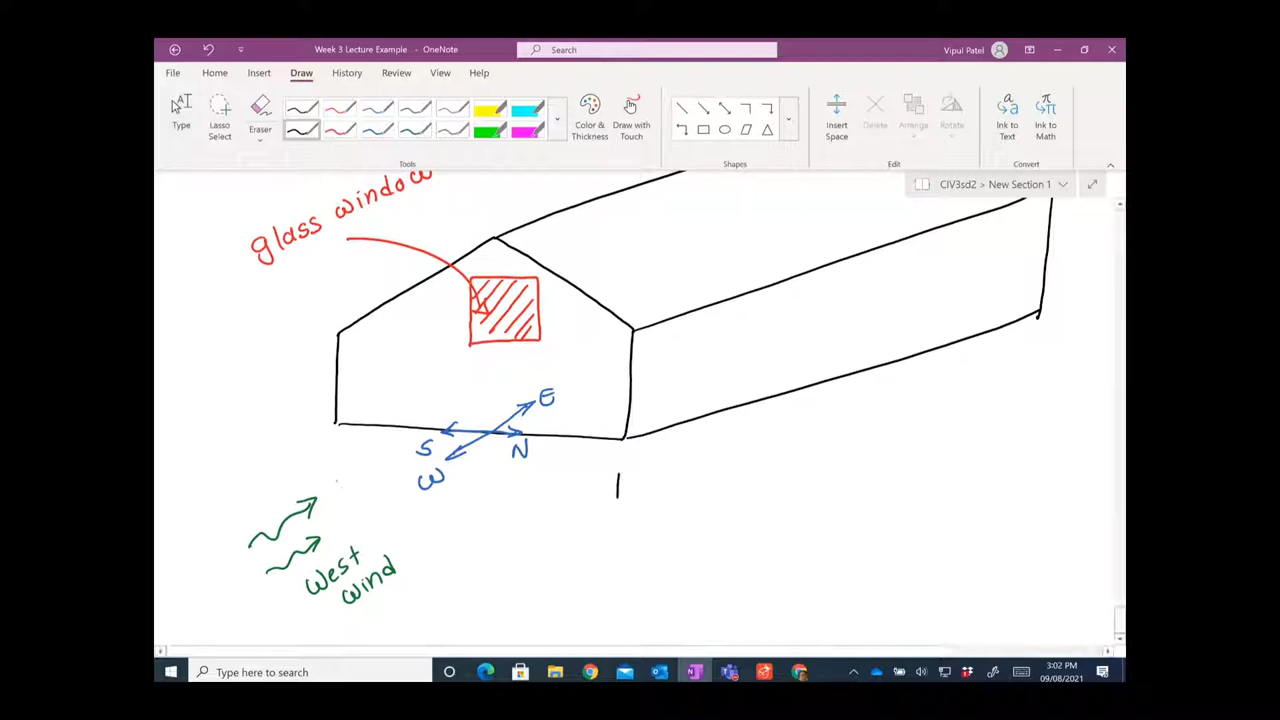 Week 3 Lecture Example - OneNote
Search
Vipul Patel
File
Home
Insert
Draw
History
Review
View
Help
Type
Lasso Select
Eraser
Color & Thickness
Draw with Touch
Insert Space
Delete
Arrange
Rotate
Ink to Text
Ink to Math
Tools
Shapes
Edit
Convert
CIV3sd2 > New Section 1
glass window
E
S
N
W
West
wind
Type here to search
3:02 PM
09/08/2021